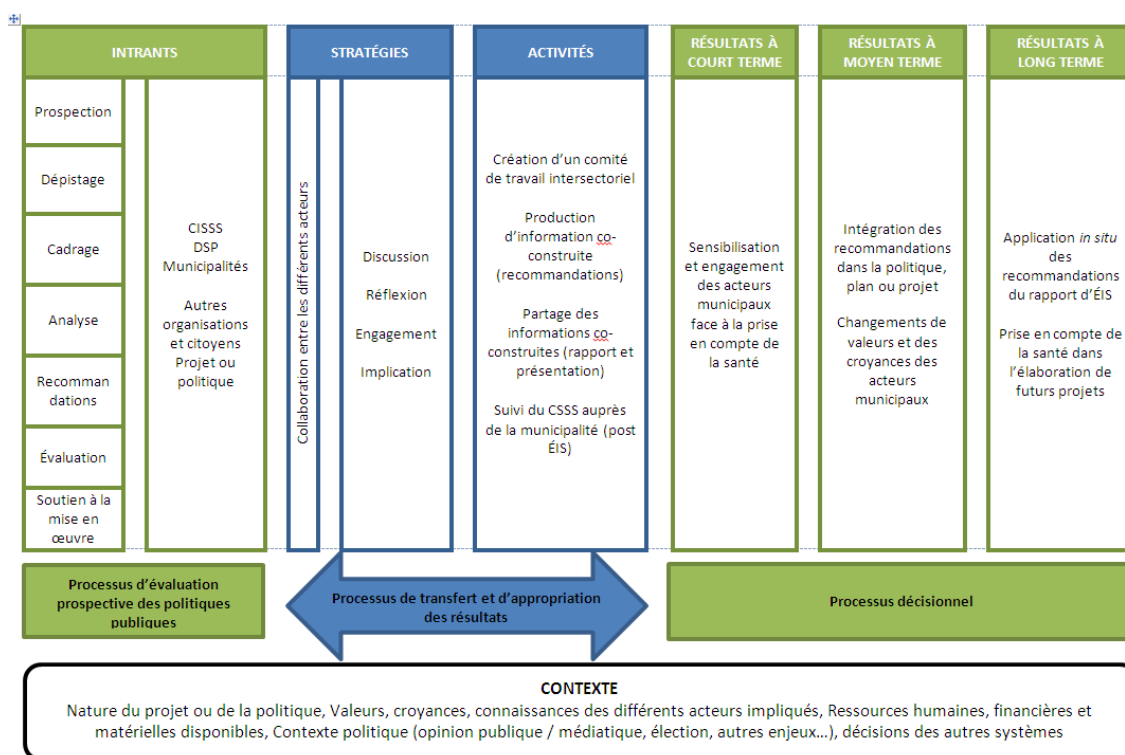 INTRANTS
STRATÉGIES
ACTIVITÉS
RÉSULTATS À
COURT TERME
RÉSULTATS À
MOYEN TERME
RÉSULTATS À
LONG TERME
Prospection
Dépistage
Cadrage
Analyse
Recomman
dations
Évaluation
Soutien à la
mise en
œuvre
CISSS
DSP
Municipalités
Autres
organisations
et citoyens
Projet ou
politique
Collaboration entre les différents acteurs
Discussion
Réflexion
Engagement
Implication
Création d’un comité
de travail intersectoriel
Production
d’information co-
construite
(recommandations)
Partage des
informations co-
construites (rapport et
présentation)
Suivi du CSSS auprès
de la municipalité (post
ÉIS)
Sensibilisation
et engagement
des acteurs
municipaux
face à la prise
en compte de
la santé
Intégration des
recommandations
dans la politique,
plan ou projet
Changements de
valeurs et des
croyances des
acteurs
municipaux
Application in situ
des
recommandations
du rapport d’ÉIS
Prise en compte de
la santé dans
l’élaboration de
futurs projets
Processus d’évaluation
prospective des politiques
publiques
Processus de transfert et d’appropriation
des résultats
Processus décisionnel
CONTEXTE
Nature du projet ou de la politique, Valeurs, croyances, connaissances des différents acteurs impliqués, Ressources humaines, financières et
matérielles disponibles, Contexte politique (opinion publique / médiatique, élection, autres enjeux…), décisions des autres systèmes